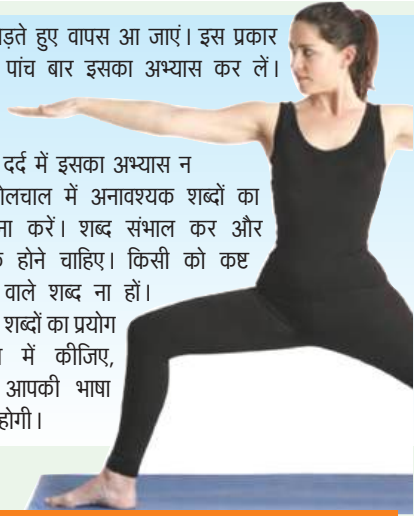 ड़ते हुए वापस आ जाएं। इस प्रकार
पांच बार इसका अभ्यास कर लें।
दर्द में इसका अभ्यास न
लचाल में अनावश्यक शब्दों का
ना करें। शब्द संभाल कर और
होने चाहिए। किसी को कष्ट
वाले शब्द ना हों।
शब्दों का प्रयोग
में कीजिए,
आपकी भाषा
होगी।